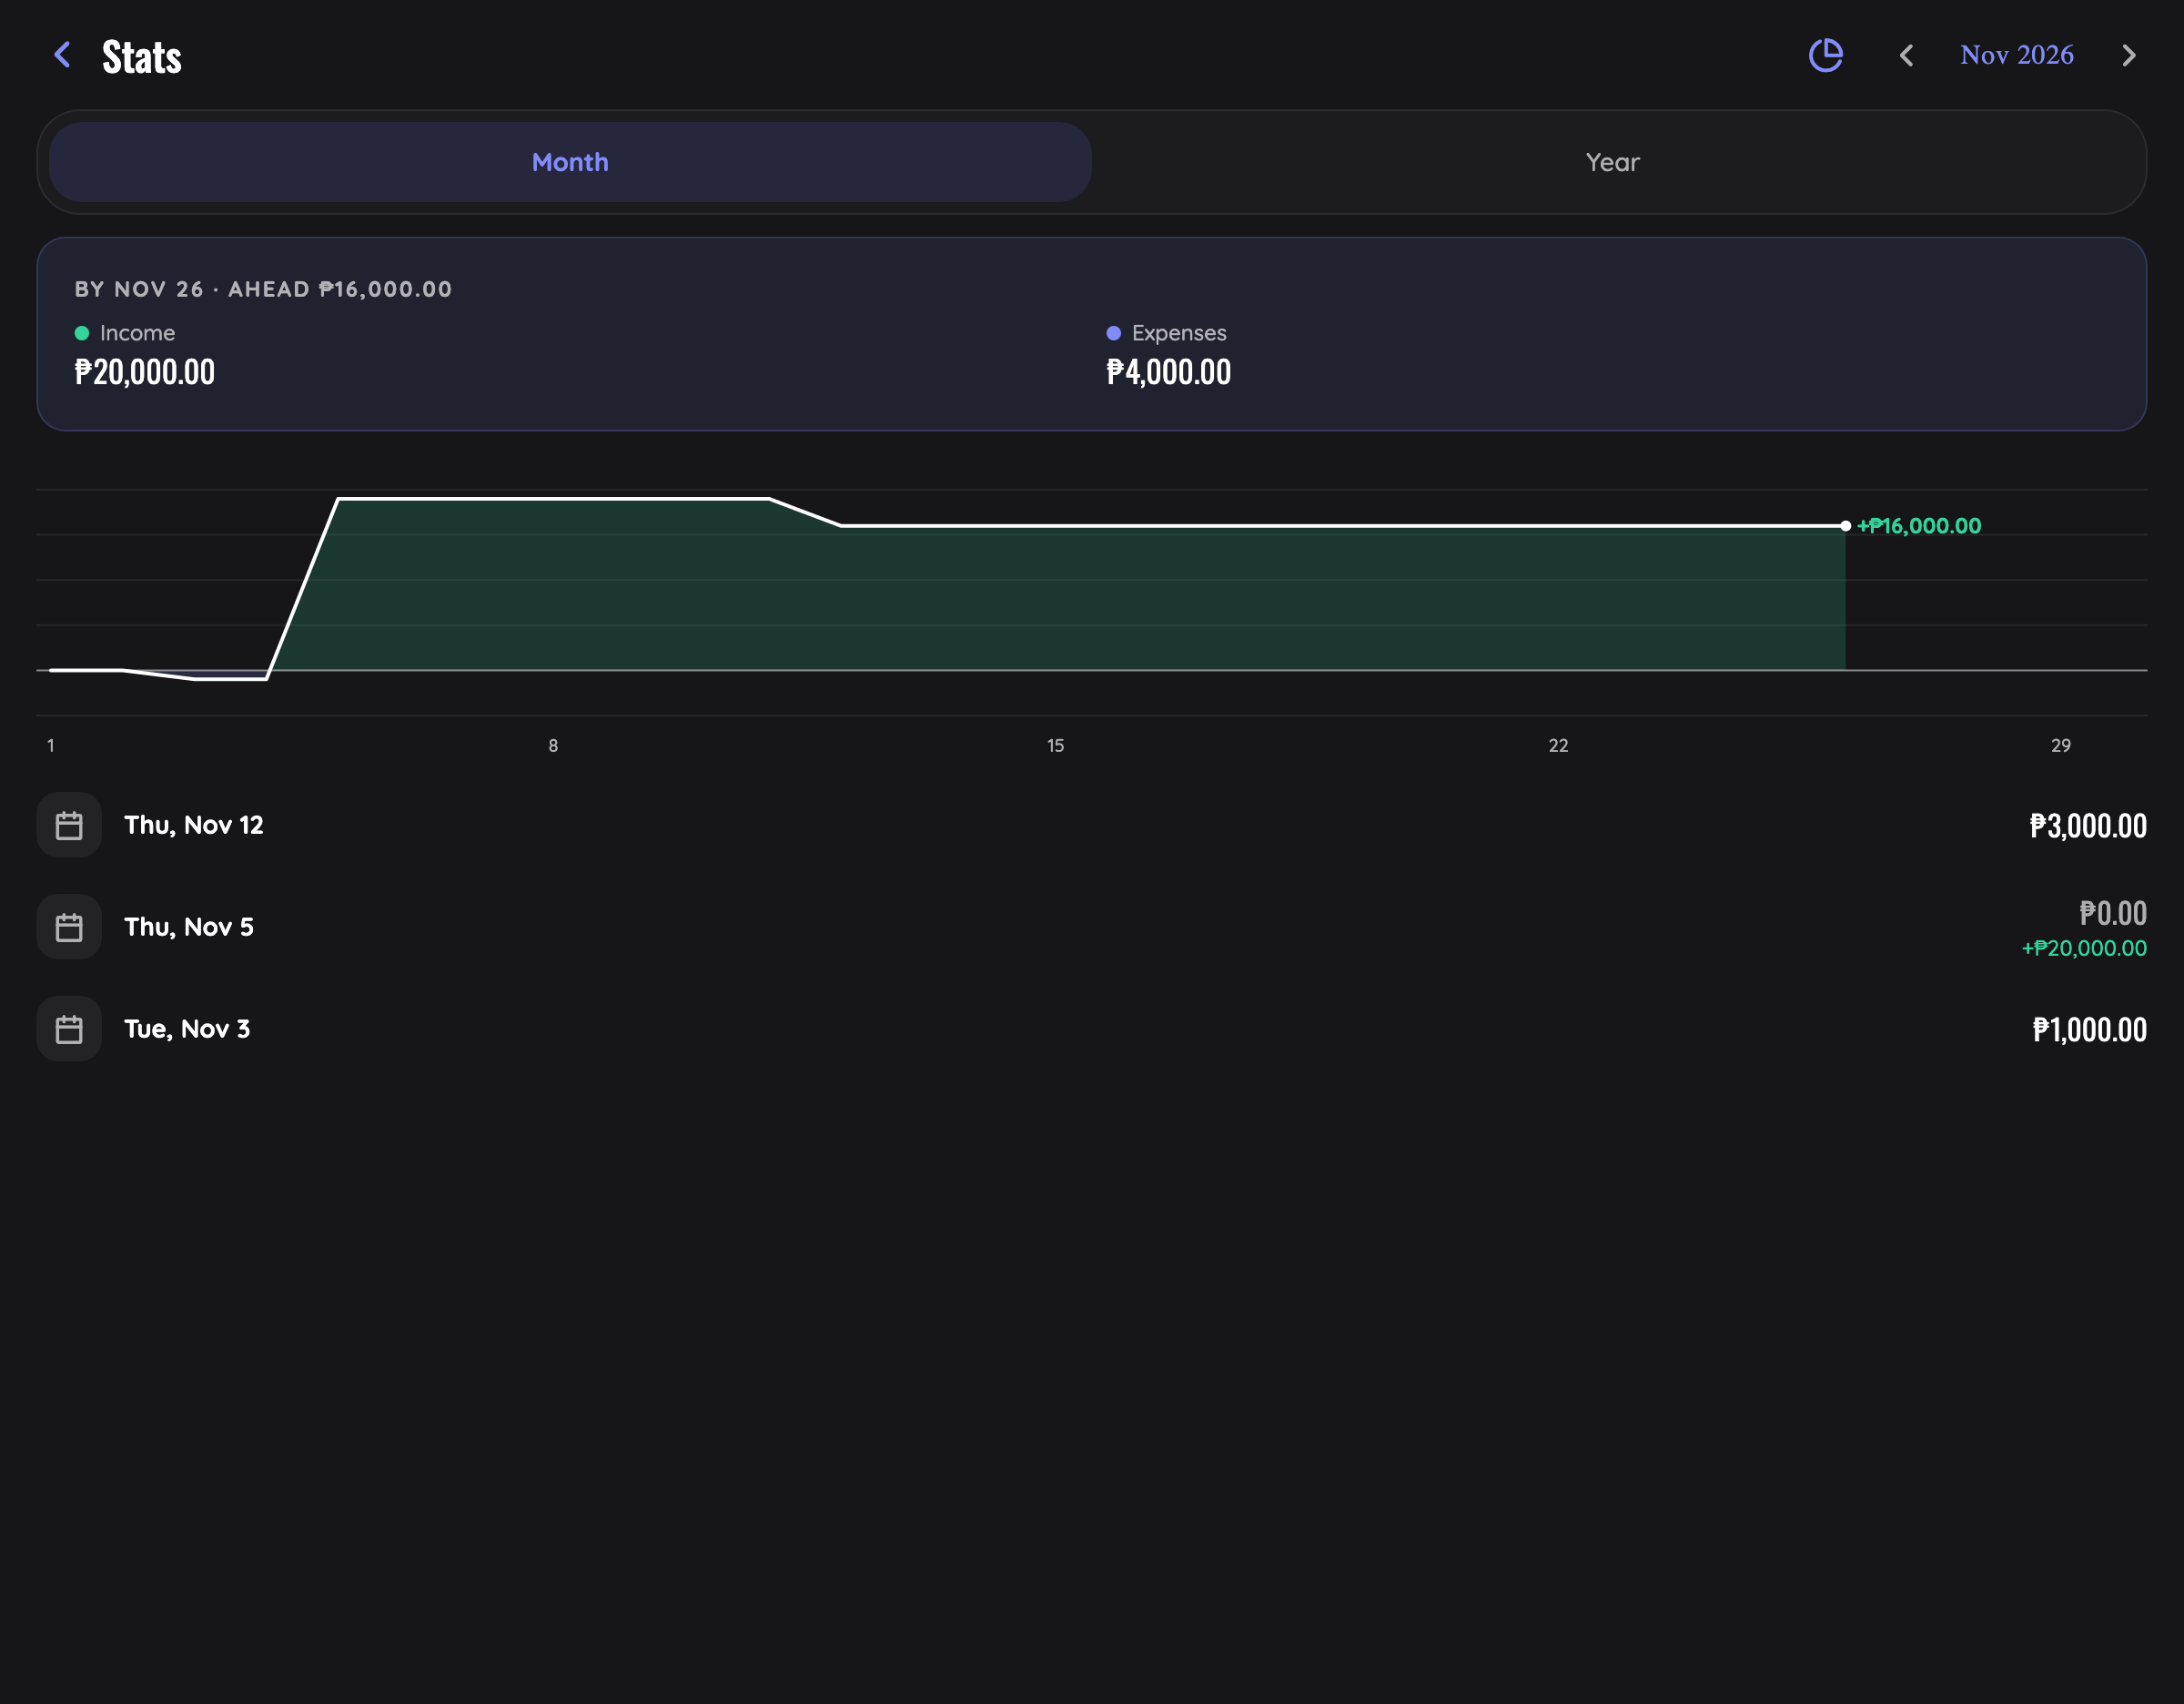 Stats
Nov 2026
Month
Year
BY NOV 26 · AHEAD ₱16,000.00
Income
Expenses
₱20,000.00
₱4,000.00
+₱16,000.00
1 8 15 22 29
Thu, Nov 12
₱3,000.00
Thu, Nov 5
₱0.00
+₱20,000.00
Tue, Nov 3
₱1,000.00